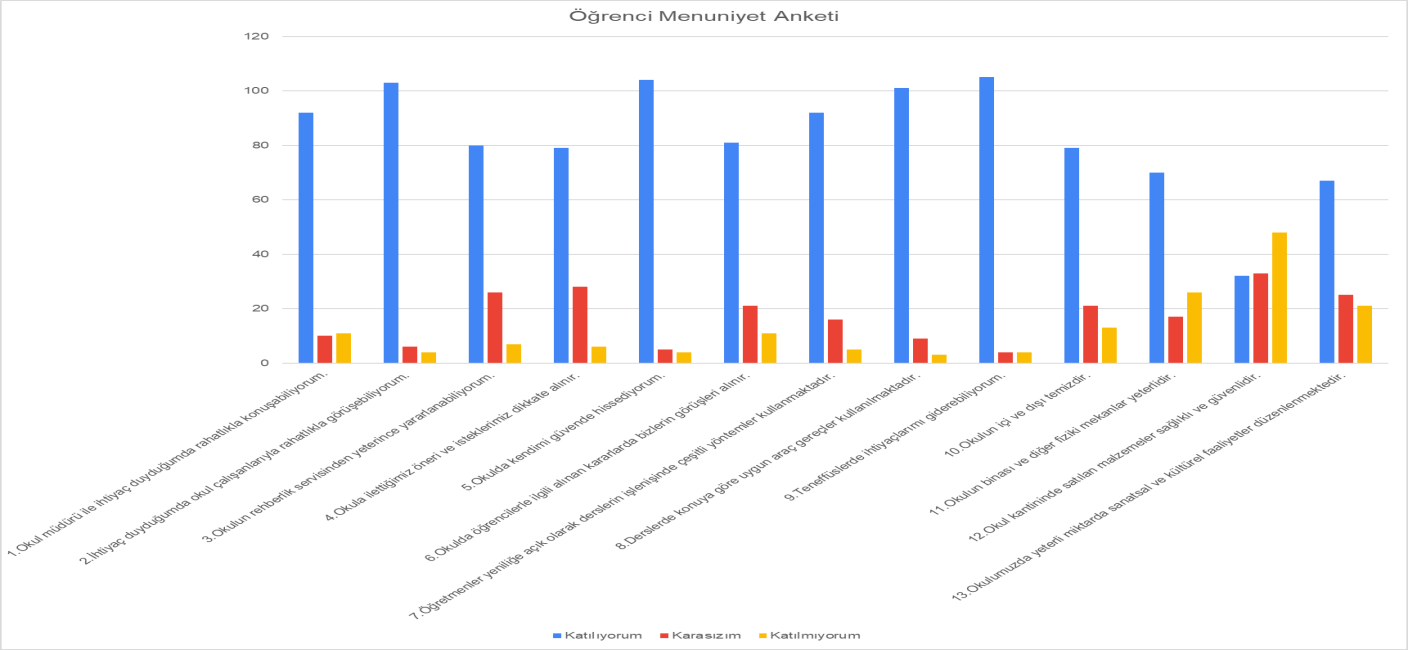 Öğrenci Menuniyet Anketi
120
100
80
60
40
20
0
1.Okul müdürü ile ihtiyaç duyduğumda rahatlıkla konuşabiliyorum.
2.İhtiyaç duyduğumda okul çalışanlarıyla rahatlıkla görüşebiliyorum.
3.Okulun rehberlik servisinden yeterince yararlanabiliyorum.
4.Okula ilettiğimiz öneri ve isteklerimiz dikkate alınır.
5.Okulda kendimi güvende hissediyorum.
6.Okulda öğrencilerle ilgili alınan kararlarda bizlerin görüşleri alınır.
7.Öğretmenler yeniliğe açık olarak derslerin işlenişinde çeşitli yöntemler kullanmaktadır.
8.Derslerde konuya göre uygun araç gereçler kullanılmaktadır.
9.Teneffüslerde ihtiyaçlarımı giderebiliyorum.
10.Okulun içi ve dışı temizdir.
11.Okulun binası ve diğer fiziki mekanlar yeterlidir.
12.Okul kantininde satılan malzemeler sağlıklı ve güvenlidir.
13.Okulumuzda yeterli miktarda sanatsal ve kültürel faaliyetler düzenlenmektedir.
Katılıyorum
Karasızım
Katılmıyorum